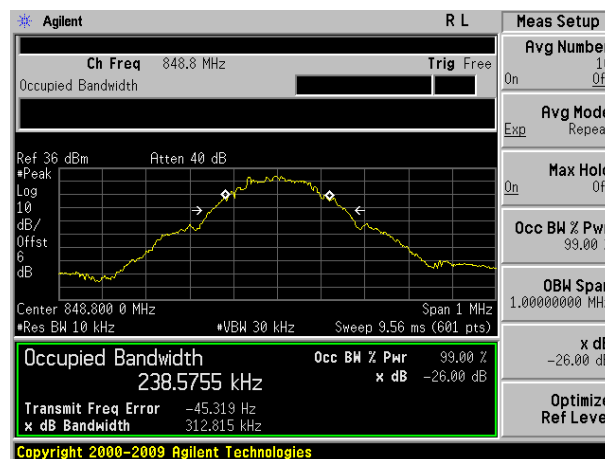 Agilent
R L
Meas Setup
Ch Freq 848.8 MHz
Trig Free
Occupied Bandwidth
Ref 36 dBm
Atten 40 dB
#Peak
Log
10
dB/
Offst
6
dB
Center 848.800 0 MHz
Span 1 MHz
#Res BW 10 kHz
#VBW 30 kHz
Sweep 9.56 ms (601 pts)
Occupied Bandwidth
238.5755 kHz
Occ BW % Pwr 99.00 %
x dB -26.00 dB
Transmit Freq Error -45.319 Hz
x dB Bandwidth 312.815 kHz
Copyright 2000-2009 Agilent Technologies
Avg Number
On
Avg Mode
Exp Repea
Max Hold
On Of
Occ BW % Pwr
99.00
OBW Span
1.00000000 MH
x dB
-26.00 dB
Optimize
Ref Leve